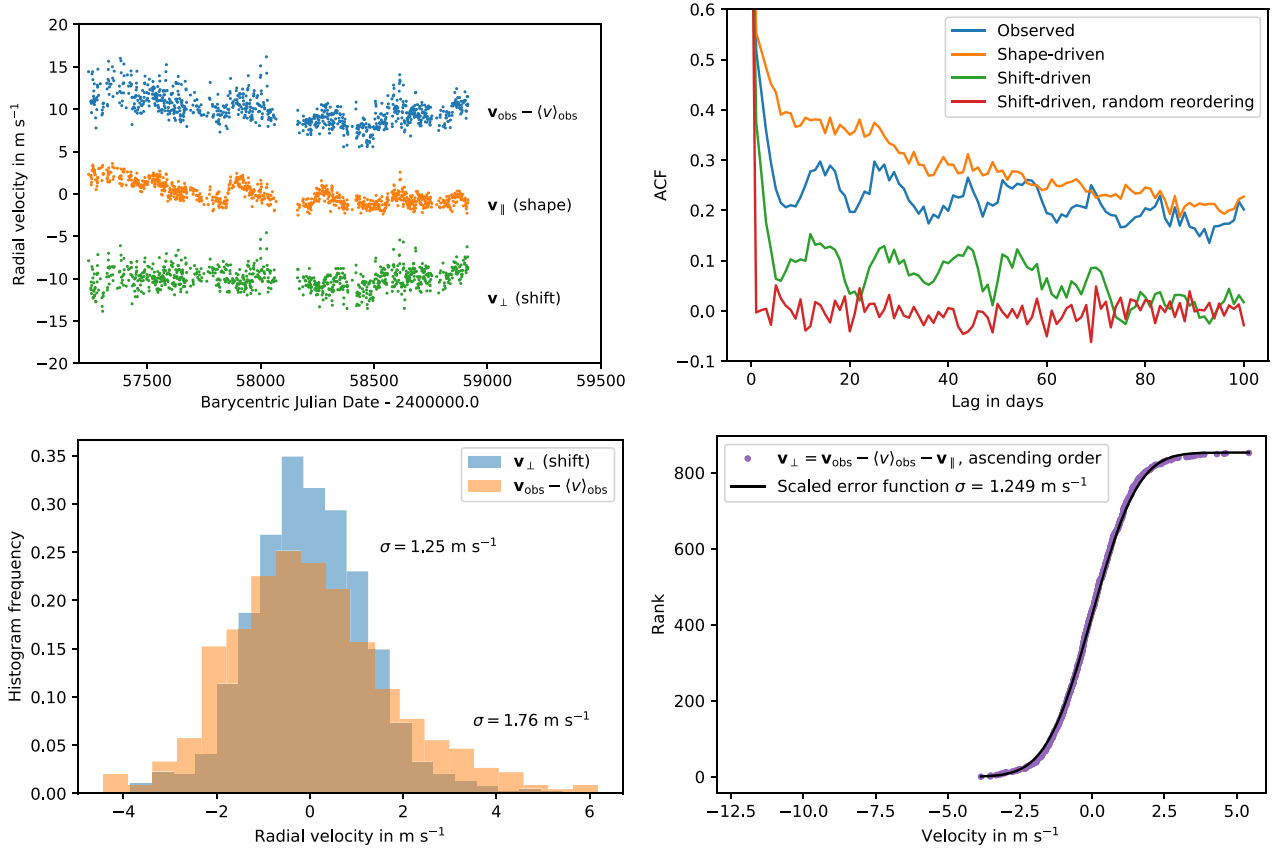 20
15
10
5
0
−5
−10
−15
−20
Radial velocity in m s⁻¹
v_obs − ⟨v⟩_obs
v_∥ (shape)
v_⊥ (shift)
57500 58000 58500 59000 59500
Barycentric Julian Date - 2400000.0
0.6
0.5
0.4
0.3
0.2
0.1
0.0
−0.1
ACF
Observed
Shape-driven
Shift-driven
Shift-driven, random reordering
0 20 40 60 80 100
Lag in days
0.35
0.30
0.25
0.20
0.15
0.10
0.05
0.00
Histogram frequency
v_⊥ (shift)
v_obs − ⟨v⟩_obs
σ = 1.25 m s⁻¹
σ = 1.76 m s⁻¹
−4 −2 0 2 4 6
Radial velocity in m s⁻¹
800
600
400
200
0
Rank
v_⊥ = v_obs − ⟨v⟩_obs − v_∥, ascending order
Scaled error function σ = 1.249 m s⁻¹
−12.5 −10.0 −7.5 −5.0 −2.5 0.0 2.5 5.0
Velocity in m s⁻¹